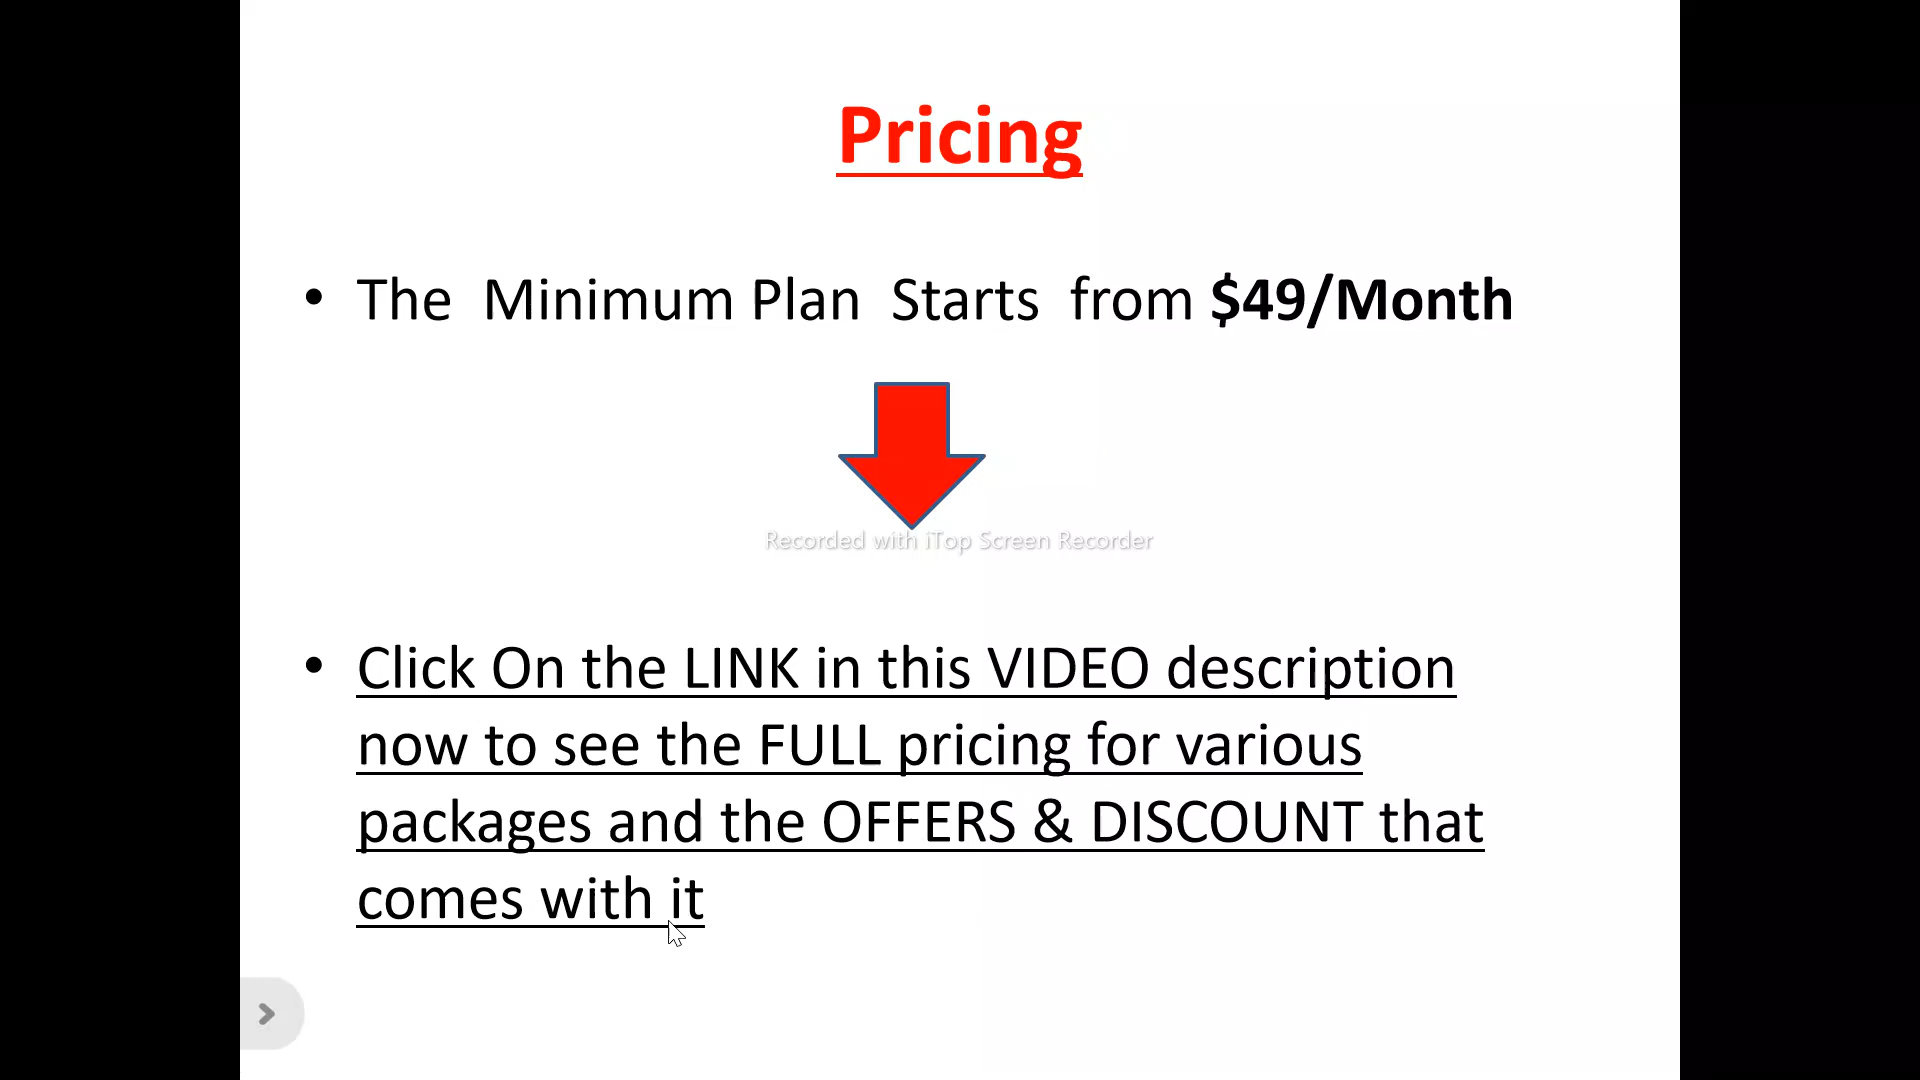 Pricing
• The Minimum Plan Starts from $49/Month
Recorded with iTop Screen Recorder
• Click On the LINK in this VIDEO description
now to see the FULL pricing for various
packages and the OFFERS & DISCOUNT that
comes with it